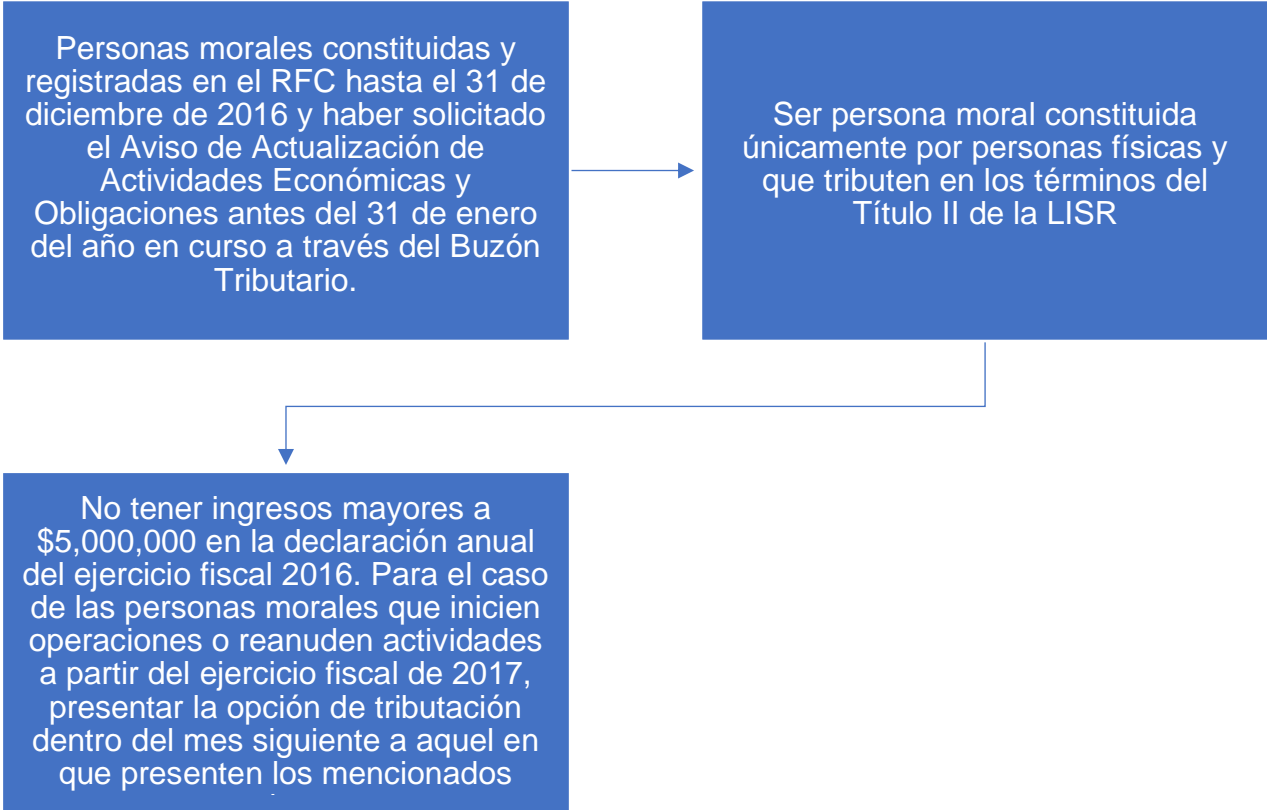 Personas morales constituidas y
registradas en el RFC hasta el 31 de
diciembre de 2016 y haber solicitado
el Aviso de Actualización de
Actividades Económicas y
Obligaciones antes del 31 de enero
del año en curso a través del Buzón
Tributario.
Ser persona moral constituida
únicamente por personas físicas y
que tributen en los términos del
Título II de la LISR
No tener ingresos mayores a
$5,000,000 en la declaración anual
del ejercicio fiscal 2016. Para el caso
de las personas morales que inicien
operaciones o reanuden actividades
a partir del ejercicio fiscal de 2017,
presentar la opción de tributación
dentro del mes siguiente a aquel en
que presenten los mencionados